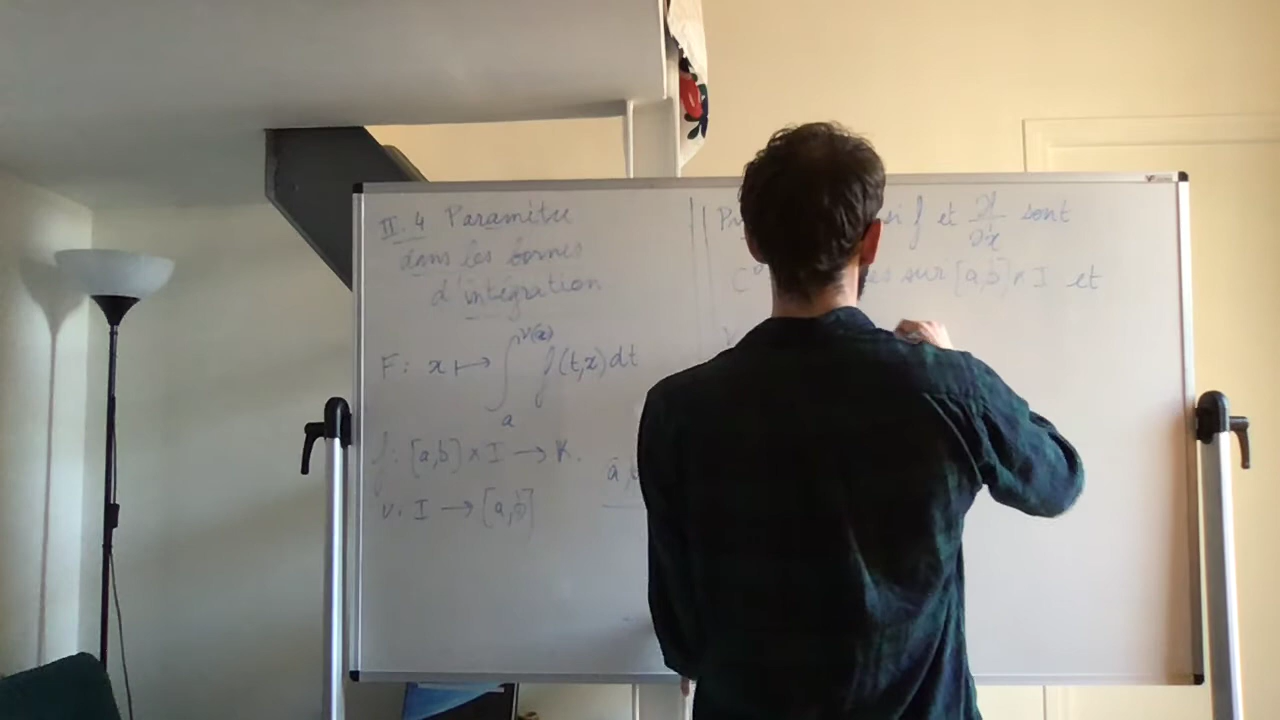 II.4 Paramètre
dans les bornes
d'intégration
F: x ↦ ∫_a^{v(x)} f(t,x)dt
f: [a,b] × I → K.
v: I → [a,b]
si f et ∂f/∂x sont
sur [a,b] × I et